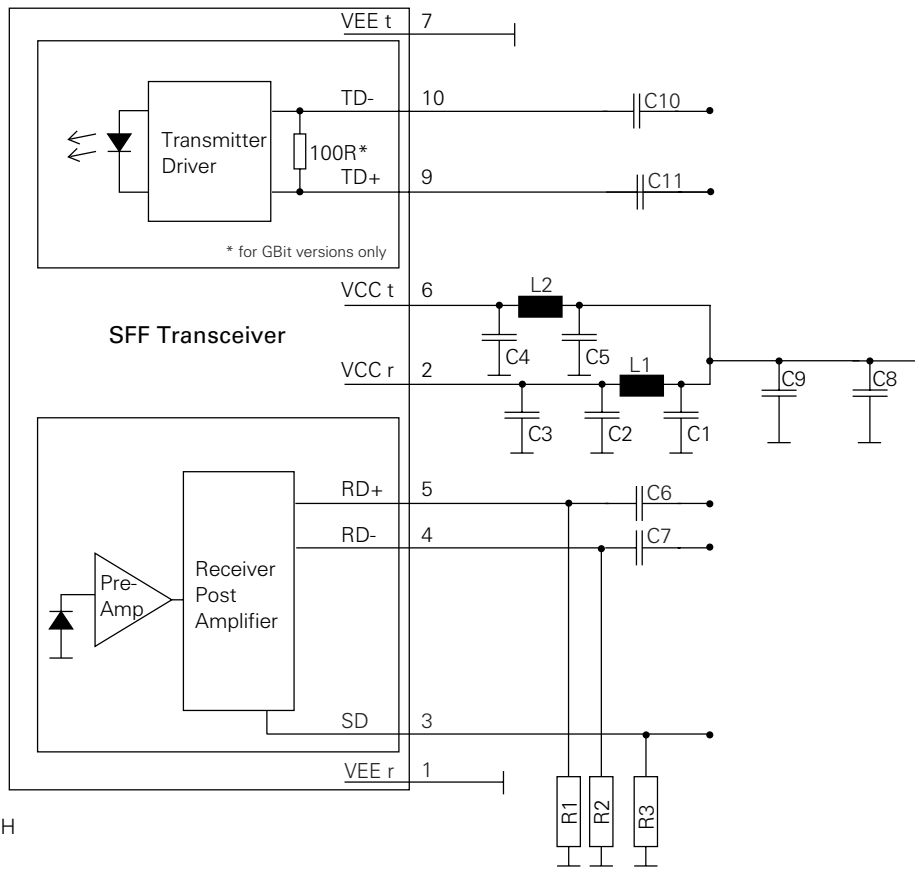 VEE t 7
TD- 10 C10
Transmitter
Driver
100R*
TD+ 9 C11
* for GBit versions only
VCC t 6 L2
SFF Transceiver
C4 C5
VCC r 2 L1
C9 C8
C3 C2 C1
RD+ 5 C6
RD- 4 C7
Pre-
Amp
Receiver
Post
Amplifier
SD 3
VEE r 1
R1 R2 R3
H